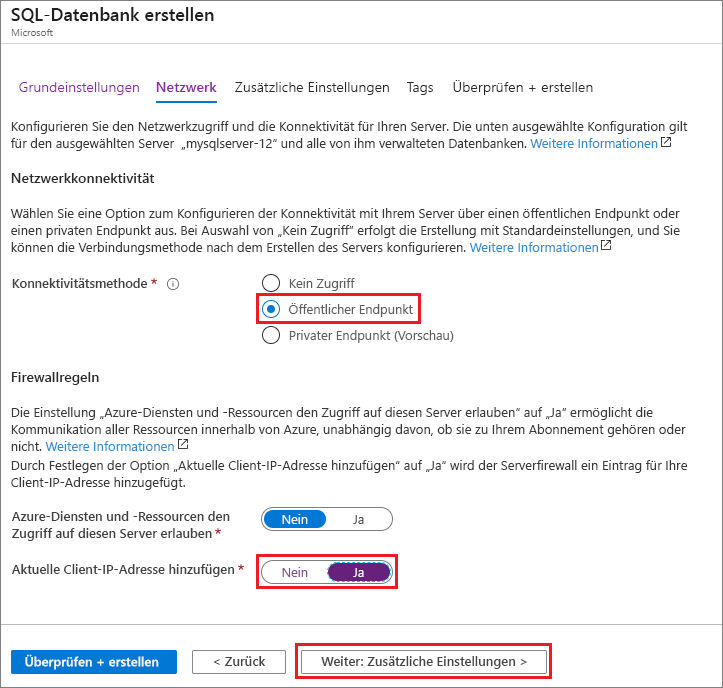 SQL-Datenbank erstellen
Microsoft
Grundeinstellungen Netzwerk Zusätzliche Einstellungen Tags Überprüfen + erstellen
Konfigurieren Sie den Netzwerkzugriff und die Konnektivität für Ihren Server. Die unten ausgewählte Konfiguration gilt
für den ausgewählten Server „mysqlserver-12“ und alle von ihm verwalteten Datenbanken. Weitere Informationen
Netzwerkkonnektivität
Wählen Sie eine Option zum Konfigurieren der Konnektivität mit Ihrem Server über einen öffentlichen Endpunkt oder
einen privaten Endpunkt aus. Bei Auswahl von „Kein Zugriff“ erfolgt die Erstellung mit Standardeinstellungen, und Sie
können die Verbindungsmethode nach dem Erstellen des Servers konfigurieren. Weitere Informationen
Konnektivitätsmethode * Kein Zugriff
Öffentlicher Endpunkt
Privater Endpunkt (Vorschau)
Firewallregeln
Die Einstellung „Azure-Diensten und -Ressourcen den Zugriff auf diesen Server erlauben“ auf „Ja“ ermöglicht die
Kommunikation aller Ressourcen innerhalb von Azure, unabhängig davon, ob sie zu Ihrem Abonnement gehören oder
nicht. Weitere Informationen
Durch Festlegen der Option „Aktuelle Client-IP-Adresse hinzufügen“ auf „Ja“ wird der Serverfirewall ein Eintrag für Ihre
Client-IP-Adresse hinzugefügt.
Azure-Diensten und -Ressourcen den
Zugriff auf diesen Server erlauben * Nein Ja
Aktuelle Client-IP-Adresse hinzufügen * Nein Ja
Überprüfen + erstellen < Zurück Weiter: Zusätzliche Einstellungen >